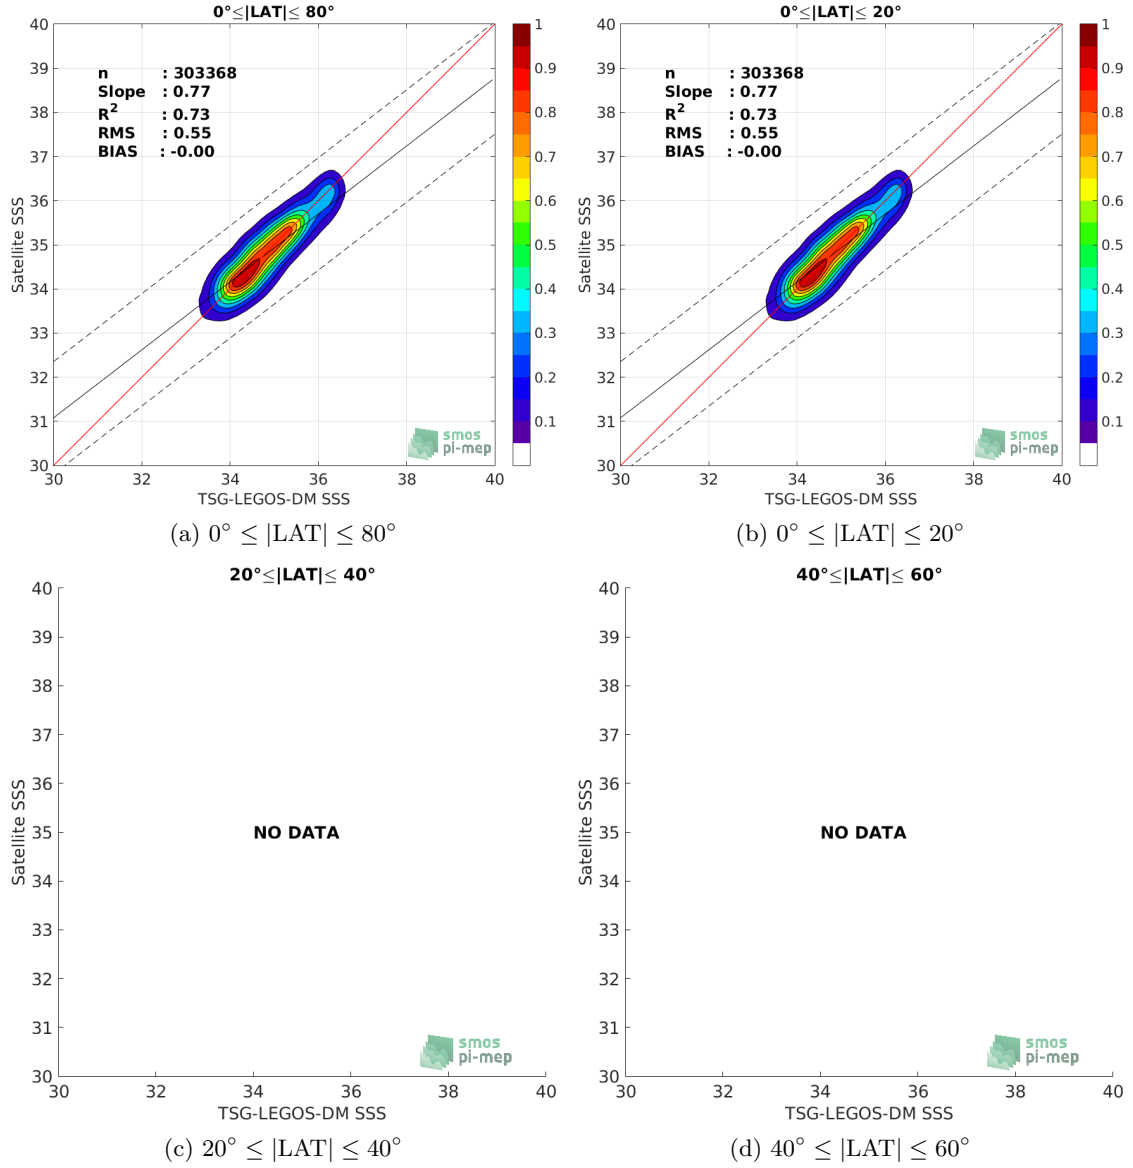 0°≤|LAT|≤ 80°
40
39
38
37
36
35
34
33
32
31
30
Satellite SSS
n : 303368
Slope : 0.77
R² : 0.73
RMS : 0.55
BIAS : -0.00
smos
pi-mep
30 32 34 36 38 40
TSG-LEGOS-DM SSS
1
0.9
0.8
0.7
0.6
0.5
0.4
0.3
0.2
0.1
(a) 0° ≤ |LAT| ≤ 80°
0°≤|LAT|≤ 20°
40
39
38
37
36
35
34
33
32
31
30
Satellite SSS
n : 303368
Slope : 0.77
R² : 0.73
RMS : 0.55
BIAS : -0.00
smos
pi-mep
30 32 34 36 38 40
TSG-LEGOS-DM SSS
1
0.9
0.8
0.7
0.6
0.5
0.4
0.3
0.2
0.1
(b) 0° ≤ |LAT| ≤ 20°
20°≤|LAT|≤ 40°
40
39
38
37
36
35
34
33
32
31
30
Satellite SSS
NO DATA
smos
pi-mep
30 32 34 36 38 40
TSG-LEGOS-DM SSS
(c) 20° ≤ |LAT| ≤ 40°
40°≤|LAT|≤ 60°
40
39
38
37
36
35
34
33
32
31
30
Satellite SSS
NO DATA
smos
pi-mep
30 32 34 36 38 40
TSG-LEGOS-DM SSS
(d) 40° ≤ |LAT| ≤ 60°